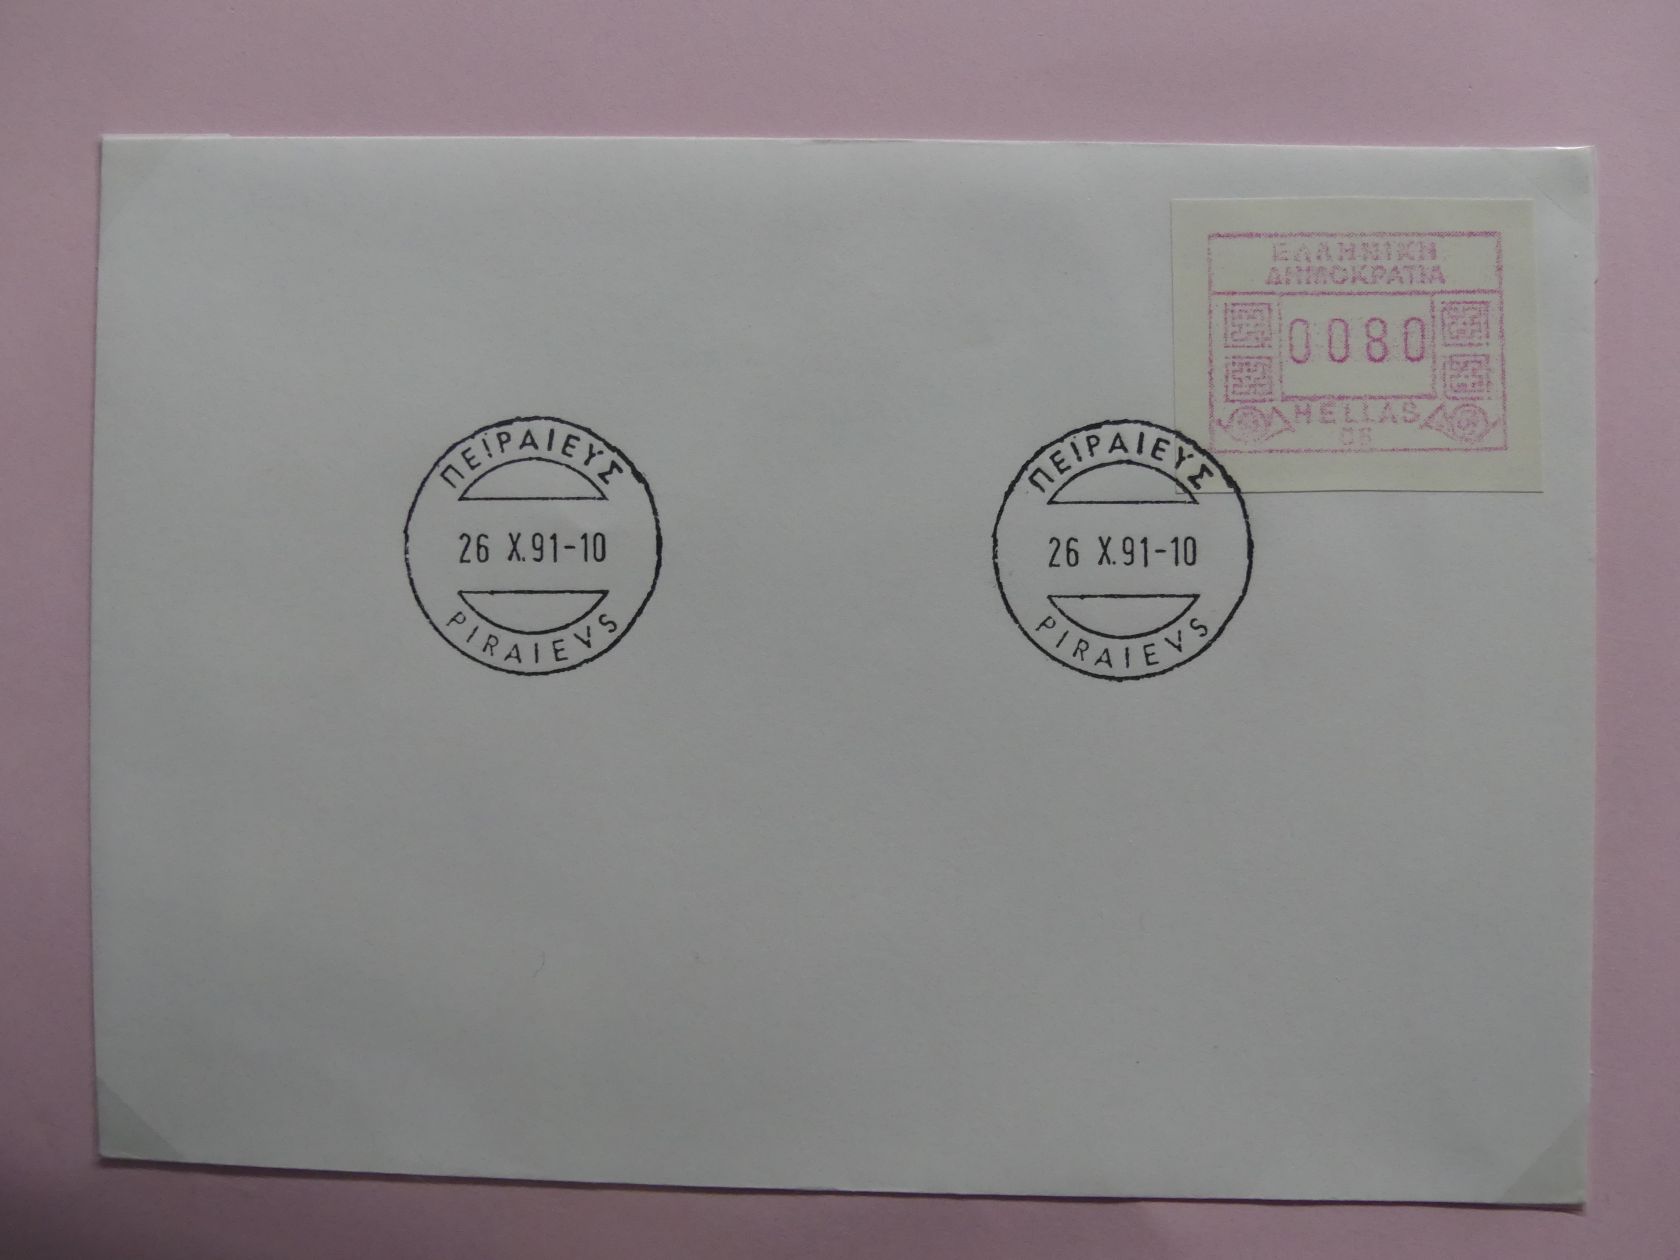 ΕΛΛΗΝΙΚΗ
ΔΗΜΟΚΡΑΤΙΑ
0080
HELLAS
ΠΕΙΡΑΙΕΥΣ
26 X.91-10
PIRAIEVS
ΠΕΙΡΑΙΕΥΣ
26 X.91-10
PIRAIEVS